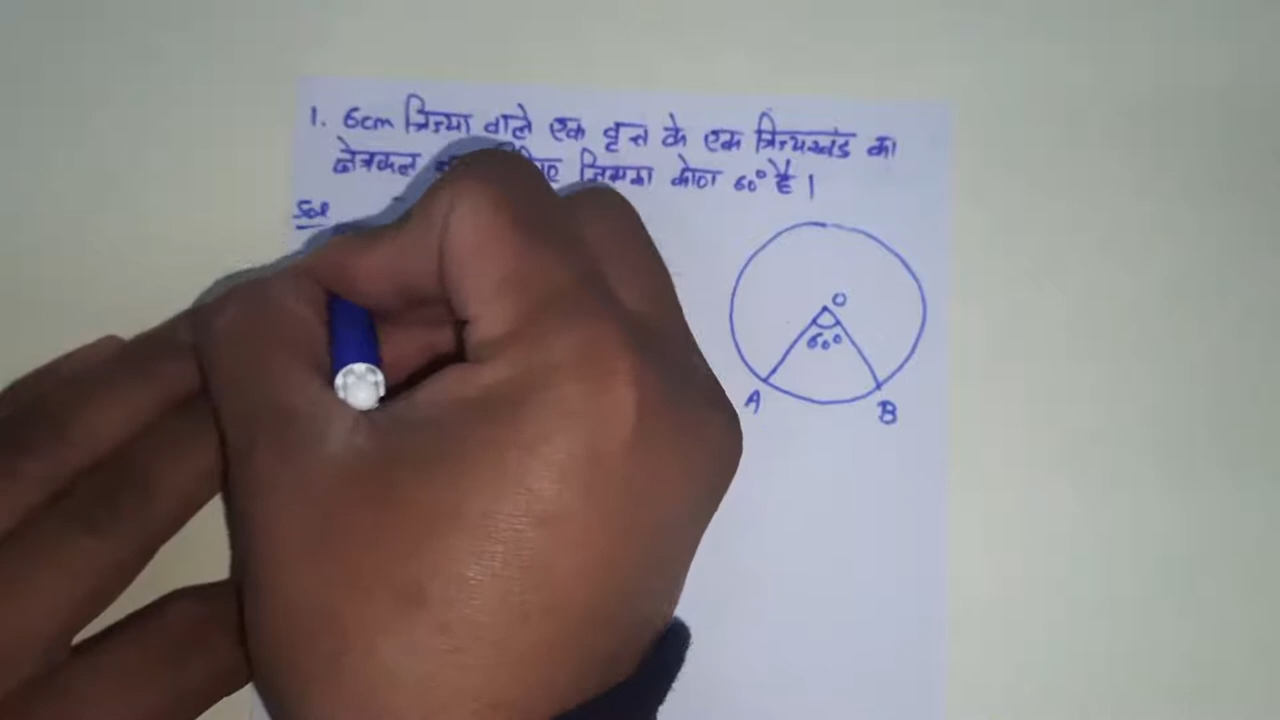 1. 6cm त्रिज्या वाले एक वृत्त के एक त्रिज्यखंड का
क्षेत्रफल जिसका कोण 60° है।
Sol
O
60°
A
B